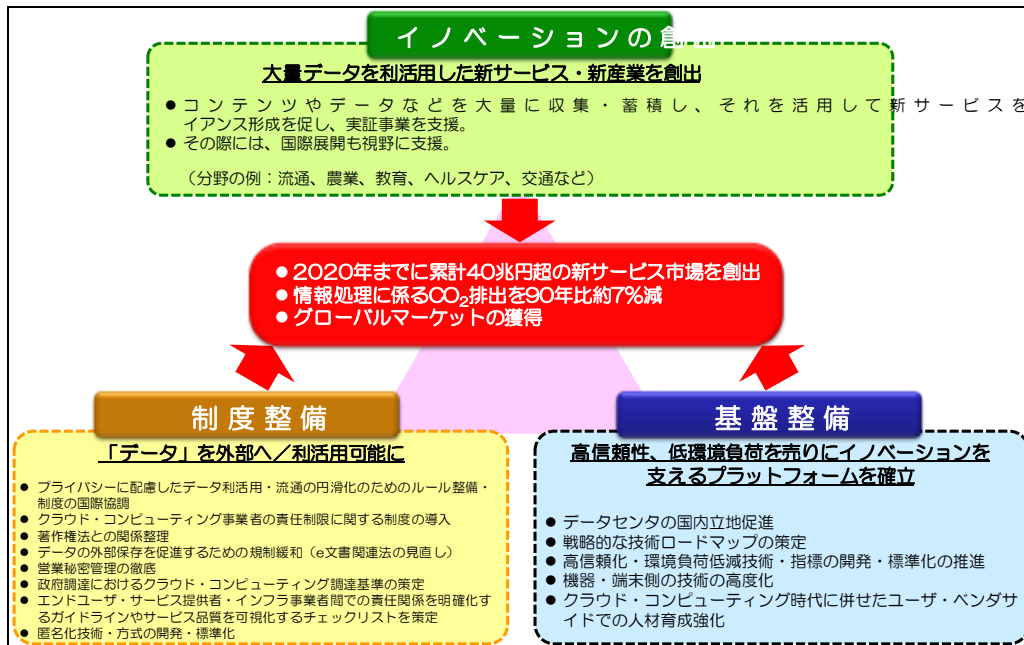 イノベーションの創出
大量データを利活用した新サービス・新産業を創出
● コンテンツやデータなどを大量に収集・蓄積し、それを活用して新サービスを
イアンス形成を促し、実証事業を支援。
● その際には、国際展開も視野に支援。
（分野の例：流通、農業、教育、ヘルスケア、交通など）
● 2020年までに累計40兆円超の新サービス市場を創出
● 情報処理に係るCO₂排出を90年比約7%減
● グローバルマーケットの獲得
制度整備
「データ」を外部へ／利活用可能に
● プライバシーに配慮したデータ利活用・流通の円滑化のためのルール整備・
制度の国際協調
● クラウド・コンピューティング事業者の責任制限に関する制度の導入
● 著作権法との関係整理
● データの外部保存を促進するための規制緩和（e文書関連法の見直し）
● 営業秘密管理の徹底
● 政府調達におけるクラウド・コンピューティング調達基準の策定
● エンドユーザ・サービス提供者・インフラ事業者間での責任関係を明確化す
るガイドラインやサービス品質を可視化するチェックリストを策定
● 匿名化技術・方式の開発・標準化
基盤整備
高信頼性、低環境負荷を売りにイノベーションを
支えるプラットフォームを確立
● データセンタの国内立地促進
● 戦略的な技術ロードマップの策定
● 高信頼化・環境負荷低減技術・指標の開発・標準化の推進
● 機器・端末側の技術の高度化
● クラウド・コンピューティング時代に併せたユーザ・ベンダサ
イドでの人材育成強化